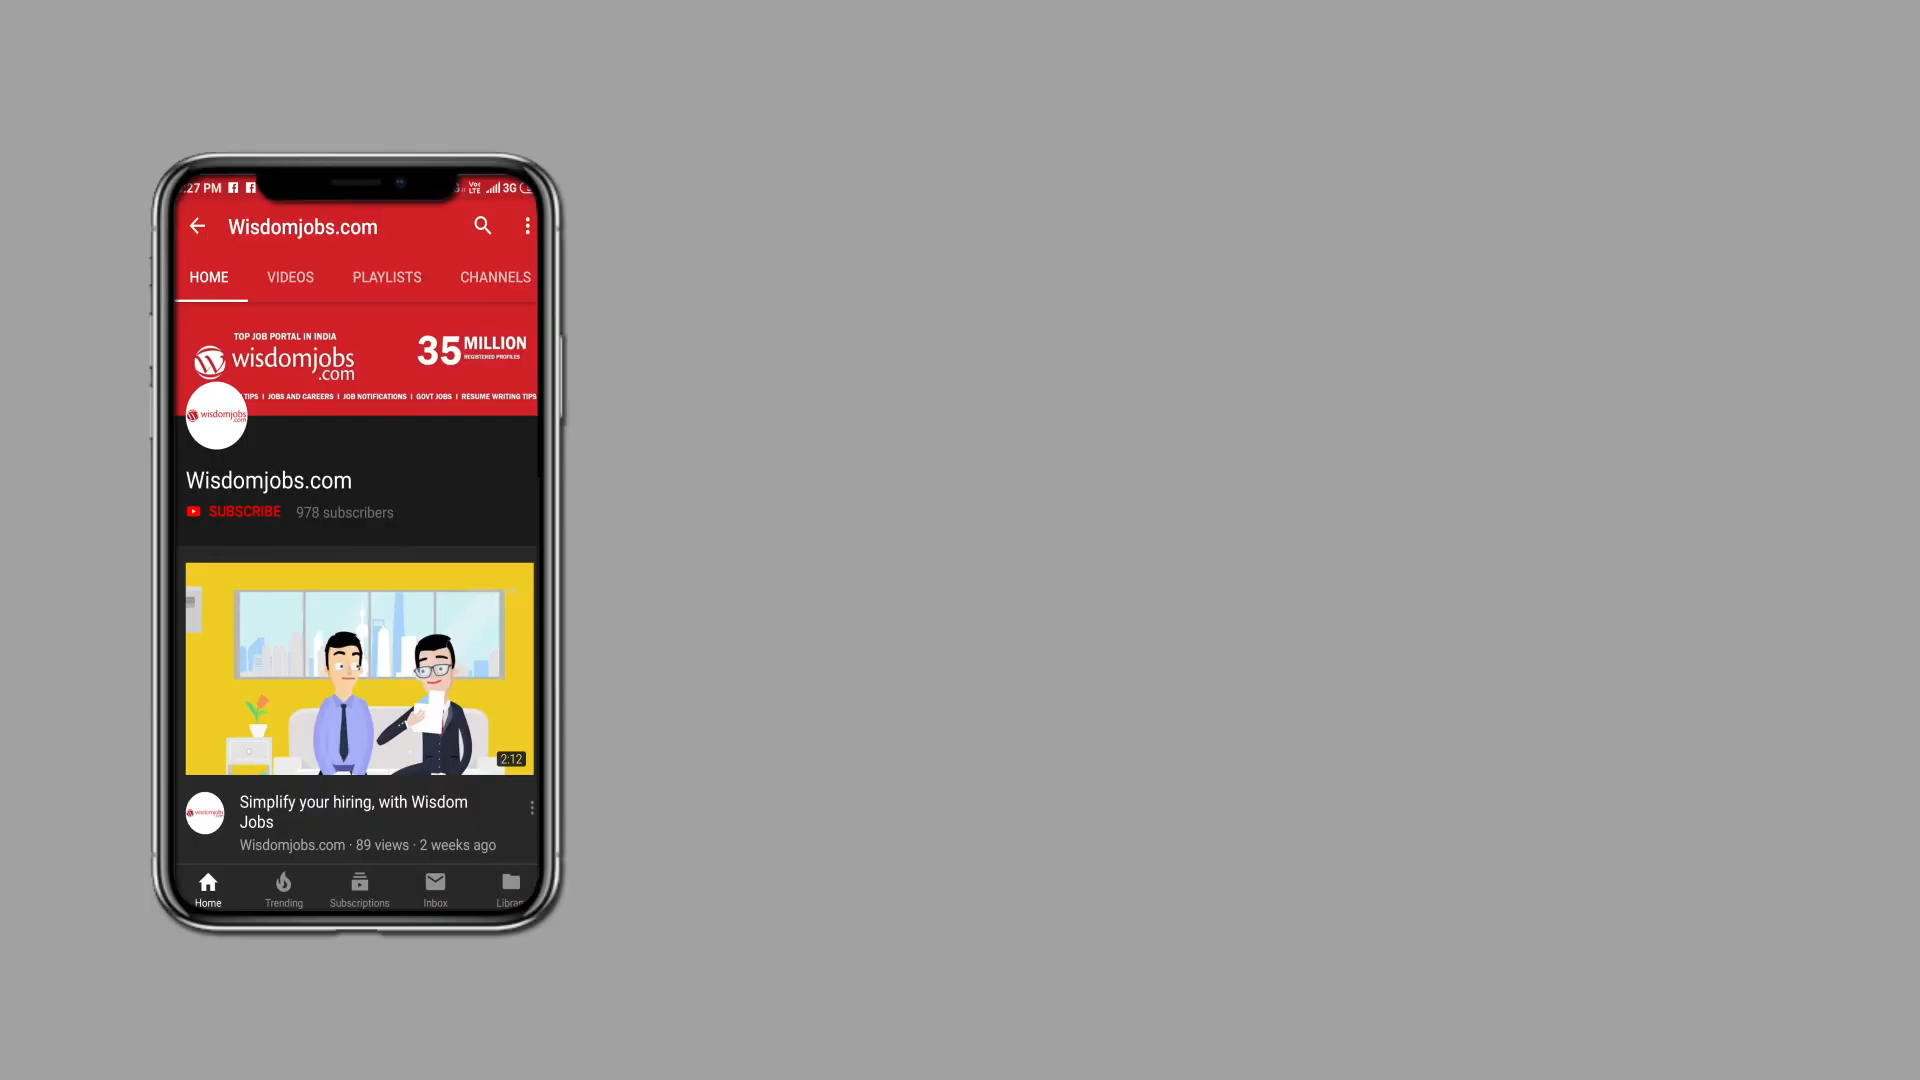 :27 PM 3G
Wisdomjobs.com
HOME VIDEOS PLAYLISTS CHANNELS
TOP JOB PORTAL IN INDIA
wisdomjobs
.com
35 MILLION
REGISTERED PROFILES
TIPS I JOBS AND CAREERS I JOB NOTIFICATIONS I GOVT JOBS I RESUME WRITING TIPS
wisdomjobs
.com
Wisdomjobs.com
SUBSCRIBE 978 subscribers
2:12
Simplify your hiring, with Wisdom
Jobs
wisdomjobs
Wisdomjobs.com · 89 views · 2 weeks ago
Home Trending Subscriptions Inbox Librar